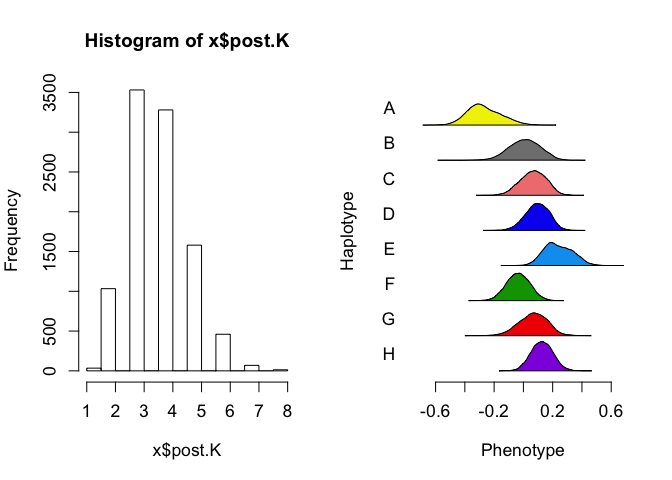 Histogram of x$post.K
Frequency
0
500
1500
2500
3500
1 2 3 4 5 6 7 8
x$post.K
Haplotype
A
B
C
D
E
F
G
H
-0.6 -0.2 0.2 0.6
Phenotype